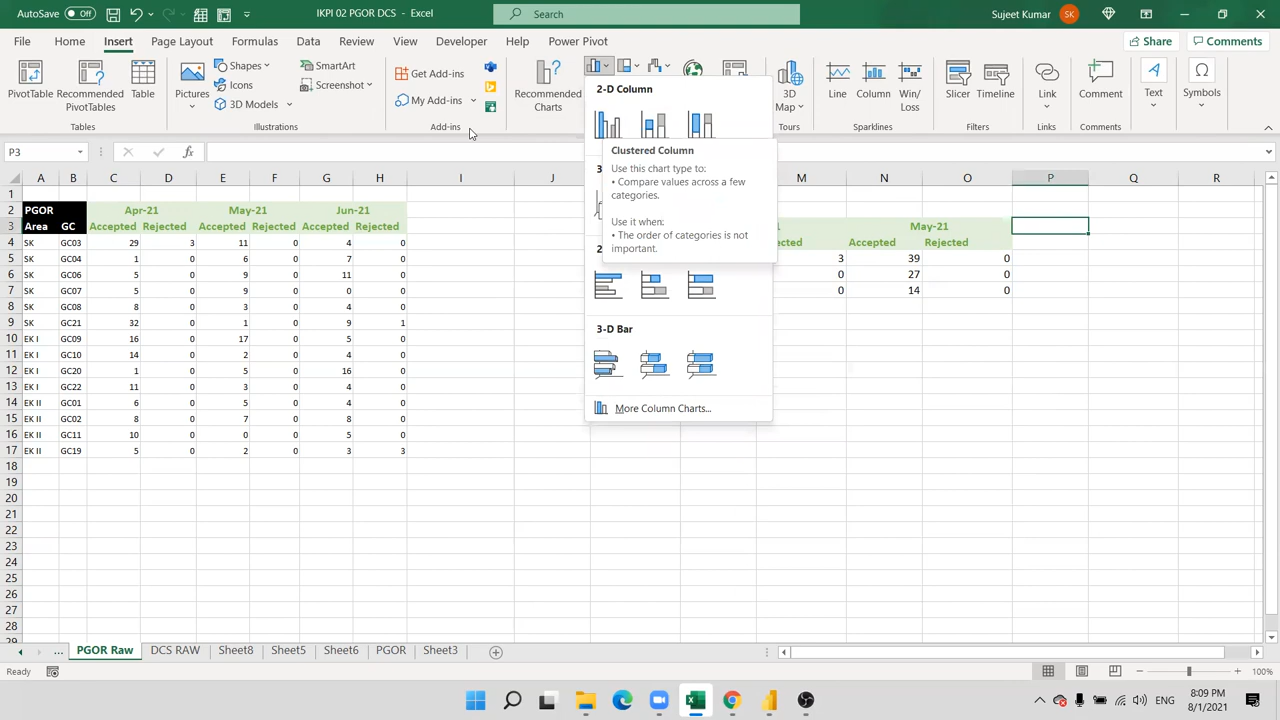 AutoSave Off IKPI 02 PGOR DCS - Excel Search Sujeet Kumar SK
File Home Insert Page Layout Formulas Data Review View Developer Help Power Pivot Share Comments
PivotTable Recommended PivotTables Table Pictures Shapes Icons 3D Models SmartArt Screenshot Get Add-ins My Add-ins Recommended Charts 3D Map Line Column Win/Loss Slicer Timeline Link Comment Text Symbols
Tables Illustrations Add-ins Tours Sparklines Filters Links Comments
2-D Column
Clustered Column
Use this chart type to:
• Compare values across a few
categories.
Use it when:
• The order of categories is not
important.
3-D Bar
More Column Charts...
P3 fx
A B C D E F G H I J M N O P Q R
1
2 PGOR Apr-21 May-21 Jun-21
3 Area GC Accepted Rejected Accepted Rejected Accepted Rejected May-21
4 SK GC03 29 3 11 0 4 0 Accepted Rejected
5 SK GC04 1 0 6 0 7 0 3 39 0
6 SK GC06 5 0 9 0 11 0 0 27 0
7 SK GC07 5 0 9 0 0 0 0 14 0
8 SK GC08 8 0 3 0 4 0
9 SK GC21 32 0 1 0 9 1
10 EK I GC09 16 0 17 0 5 0
11 EK I GC10 14 0 2 0 4 0
12 EK I GC20 1 0 5 0 16 0
13 EK I GC22 11 0 3 0 4 0
14 EK II GC01 6 0 5 0 4 0
15 EK II GC02 8 0 7 0 8 0
16 EK II GC11 10 0 0 0 5 0
17 EK II GC19 5 0 2 0 3 3
18
19
20
21
22
23
24
25
26
27
28
29
... PGOR Raw DCS RAW Sheet8 Sheet5 Sheet6 PGOR Sheet3
Ready 100%
ENG 8:09 PM
8/1/2021